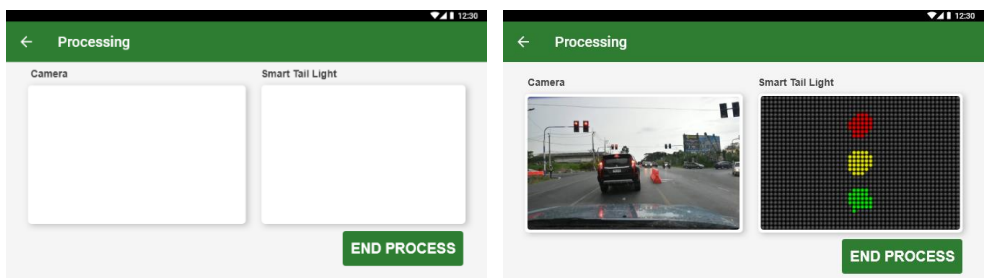 12:30
Processing
Camera
Smart Tail Light
END PROCESS
12:30
Processing
Camera
Smart Tail Light
END PROCESS